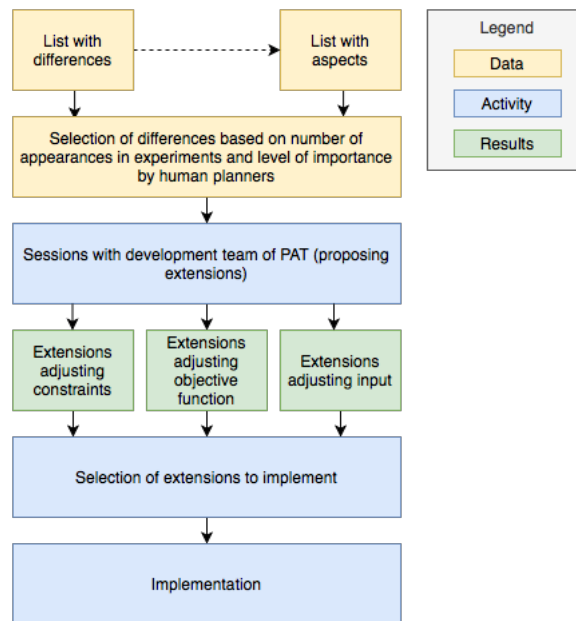 List with
differences
List with
aspects
Legend
Data
Activity
Results
Selection of differences based on number of
appearances in experiments and level of importance
by human planners
Sessions with development team of PAT (proposing
extensions)
Extensions
adjusting
constraints
Extensions
adjusting
objective
function
Extensions
adjusting input
Selection of extensions to implement
Implementation